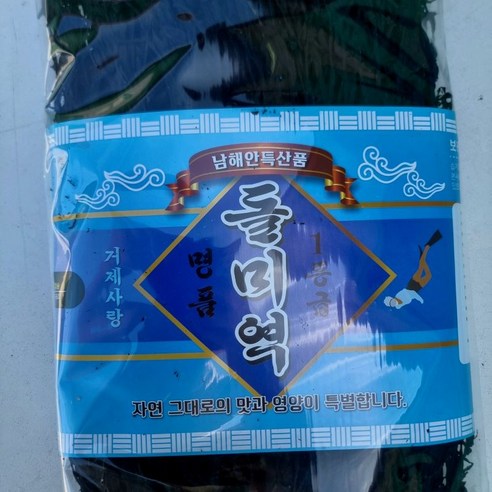 남해안특산품
돌미역
명품
1등급
거제사랑
자연 그대로의 맛과 영양이 특별합니다.